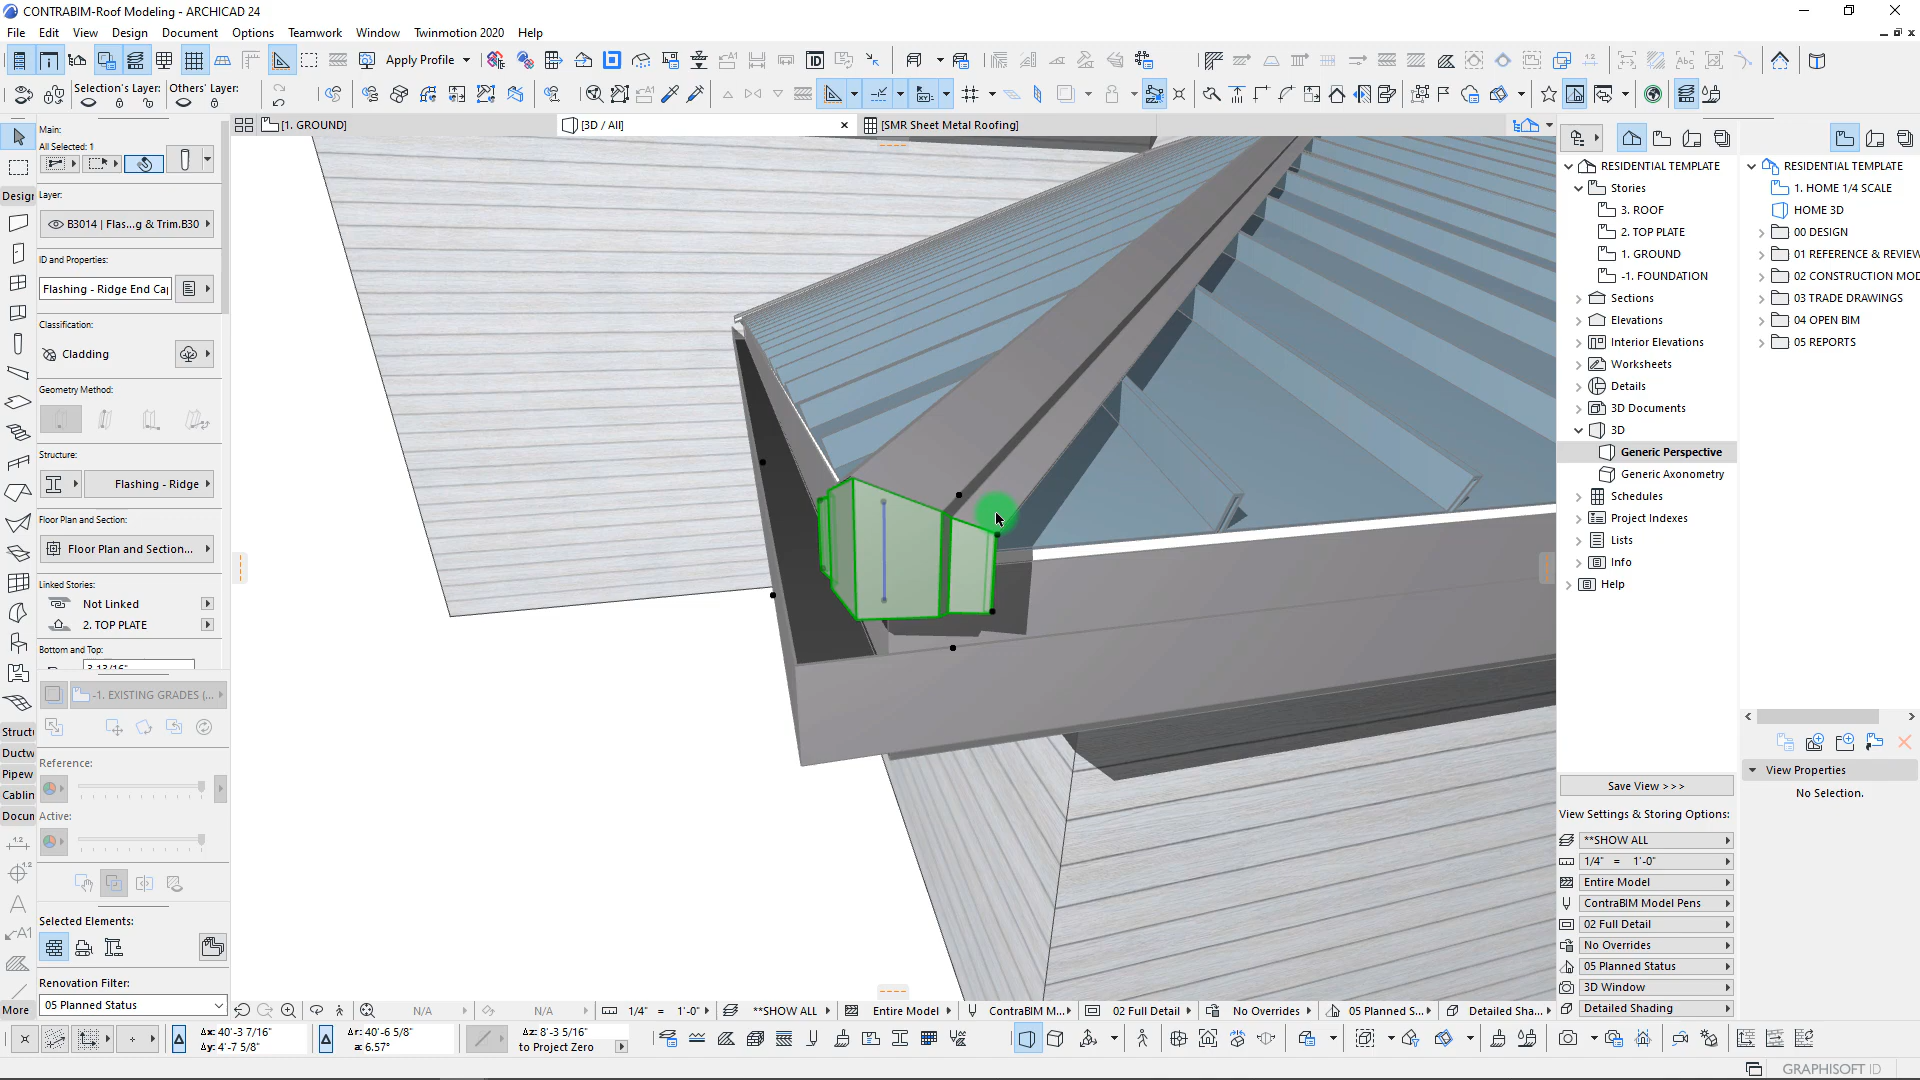 CONTRABIM-Roof Modeling - ARCHICAD 24
File Edit View Design Document Options Teamwork Window Twinmotion 2020 Help
Apply Profile
Selection's Layer: Others' Layer:
[1. GROUND] [3D / All] [SMR Sheet Metal Roofing]
Main:
All Selected: 1
Design
Layer:
B3014 | Flas...g & Trim.B30
ID and Properties:
Flashing - Ridge End Ca
Classification:
Cladding
Geometry Method:
Structure:
Flashing - Ridge
Floor Plan and Section:
Floor Plan and Section...
Linked Stories:
Not Linked
2. TOP PLATE
Bottom and Top:
3 13/16"
-1. EXISTING GRADES (...
Struct
Ductw
Pipew
Cablin
Docum
Reference:
Active:
Selected Elements:
Renovation Filter:
05 Planned Status
More
RESIDENTIAL TEMPLATE
Stories
3. ROOF
2. TOP PLATE
1. GROUND
-1. FOUNDATION
Sections
Elevations
Interior Elevations
Worksheets
Details
3D Documents
3D
Generic Perspective
Generic Axonometry
Schedules
Project Indexes
Lists
Info
Help
RESIDENTIAL TEMPLATE
1. HOME 1/4 SCALE
HOME 3D
00 DESIGN
01 REFERENCE & REVIEW
02 CONSTRUCTION MOD
03 TRADE DRAWINGS
04 OPEN BIM
05 REPORTS
View Properties
No Selection.
Save View >>>
View Settings & Storing Options:
**SHOW ALL
1/4" = 1'-0"
Entire Model
ContraBIM Model Pens
02 Full Detail
No Overrides
05 Planned Status
3D Window
Detailed Shading
N/A N/A 1/4" = 1'-0" **SHOW ALL Entire Model ContraBIM M... 02 Full Detail No Overrides 05 Planned S... Detailed Sha...
Δx: 40'-3 7/16" Δr: 40'-6 5/8" Δz: 8'-3 5/16"
Δy: 4'-7 5/8" a: 6.57° to Project Zero
GRAPHISOFT ID